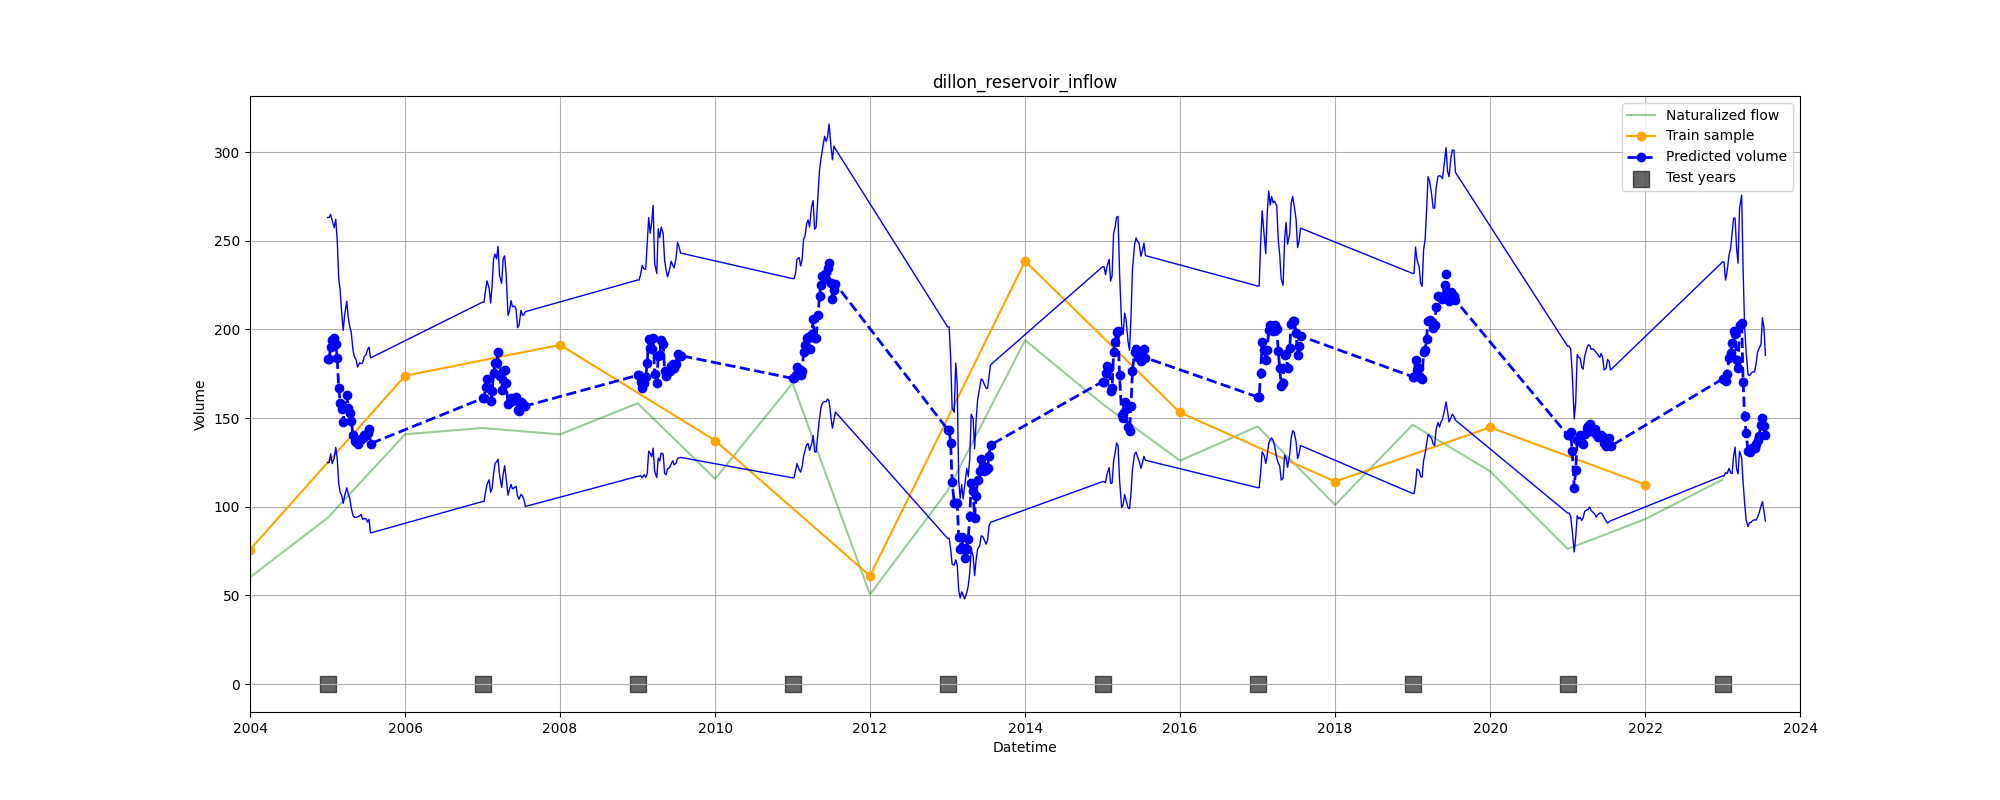 dillon_reservoir_inflow
Naturalized flow
Train sample
Predicted volume
Test years
300
250
200
150
100
50
0
Volume
2004 2006 2008 2010 2012 2014 2016 2018 2020 2022 2024
Datetime